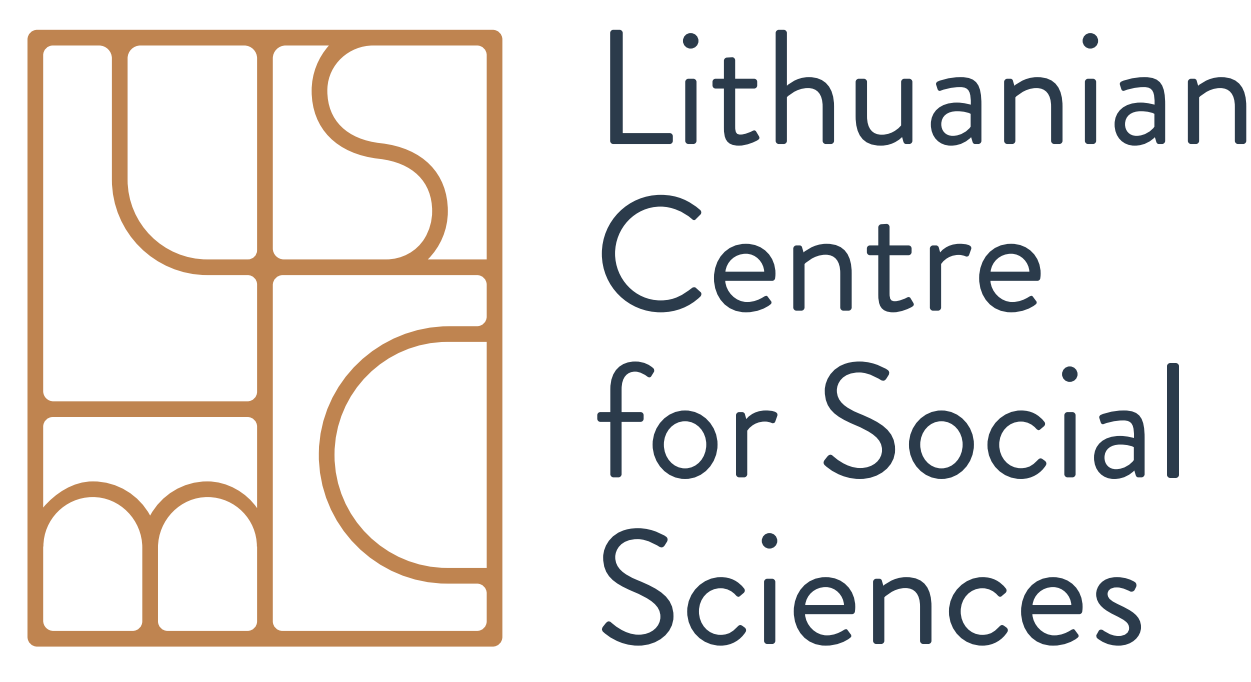 Lithuanian
Centre
for Social
Sciences